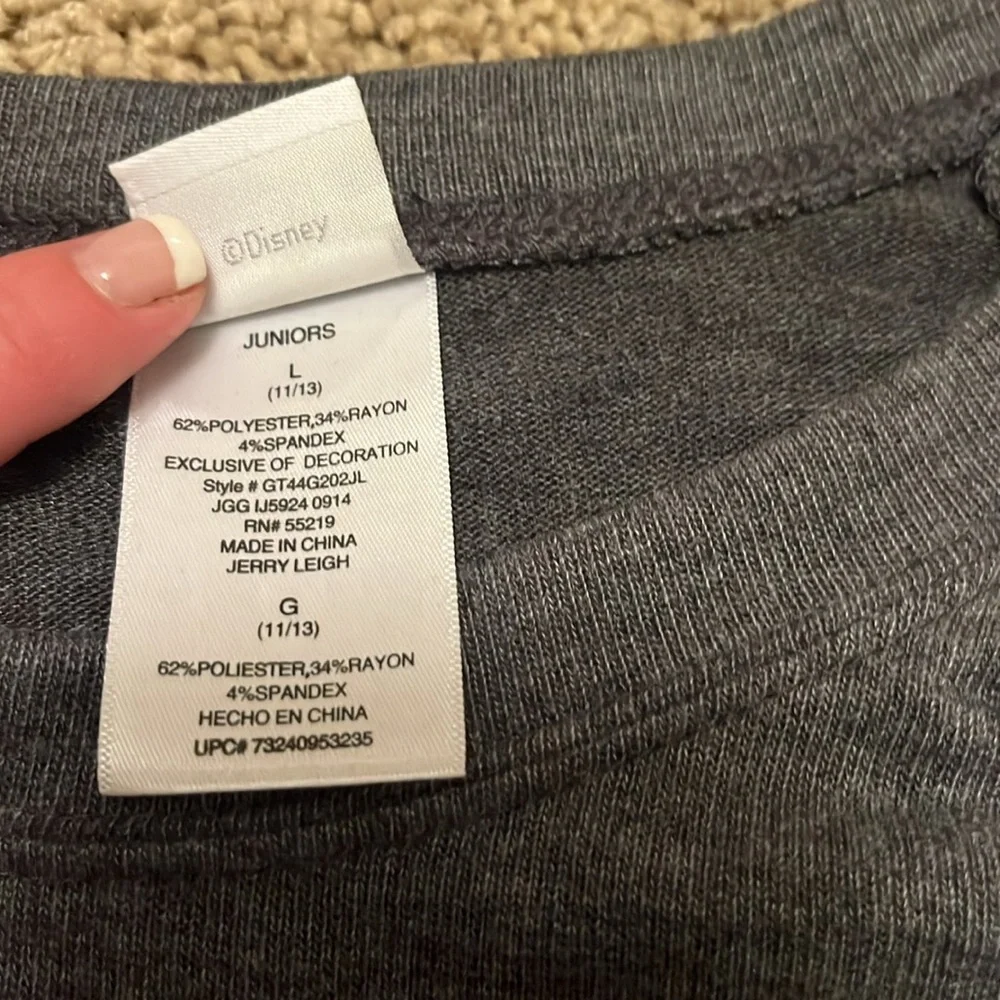 ©Disney
JUNIORS
L
(11/13)
62%POLYESTER,34%RAYON
4%SPANDEX
EXCLUSIVE OF DECORATION
Style # GT44G202JL
JGG IJ5924 0914
RN# 55219
MADE IN CHINA
JERRY LEIGH
G
(11/13)
62%POLIESTER,34%RAYON
4%SPANDEX
HECHO EN CHINA
UPC# 73240953235